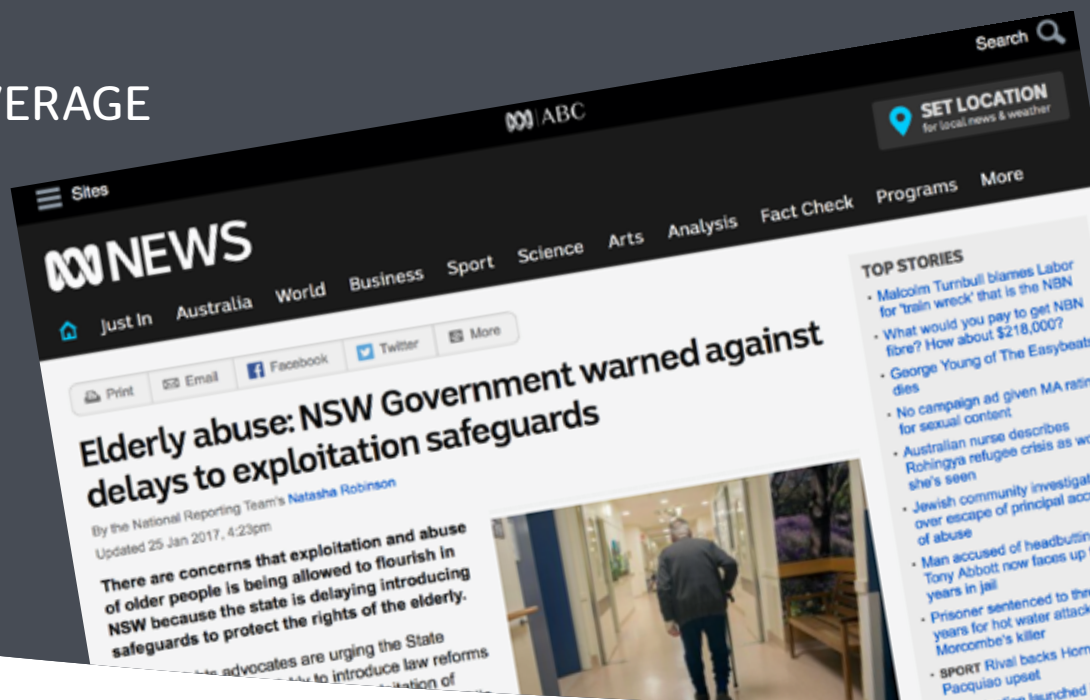 Search
ABC
SET LOCATION
for local news & weather
Sites
NEWS
Just In Australia World Business Sport Science Arts Analysis Fact Check Programs More
Print Email Facebook Twitter More
Elderly abuse: NSW Government warned against
delays to exploitation safeguards
By the National Reporting Team's Natasha Robinson
Updated 25 Jan 2017, 4:23pm
There are concerns that exploitation and abuse
of older people is being allowed to flourish in
NSW because the state is delaying introducing
safeguards to protect the rights of the elderly.
advocates are urging the State
to introduce law reforms
of
TOP STORIES
• Malcolm Turnbull blames Labor
for 'train wreck' that is the NBN
• What would you pay to get NBN
fibre? How about $218,000?
• George Young of The Easybeats
dies
• No campaign ad given MA
for sexual content
• Australian nurse describes
Rohingya refugee crisis as
she's seen
• Jewish community
over escape of principal
of abuse
• Man accused of
Tony Abbott now faces up
years in jail
• Prisoner sentenced to
years for hot water
Morcombe's killer
• SPORT Rival backs Horn
Pacquiao upset
launched